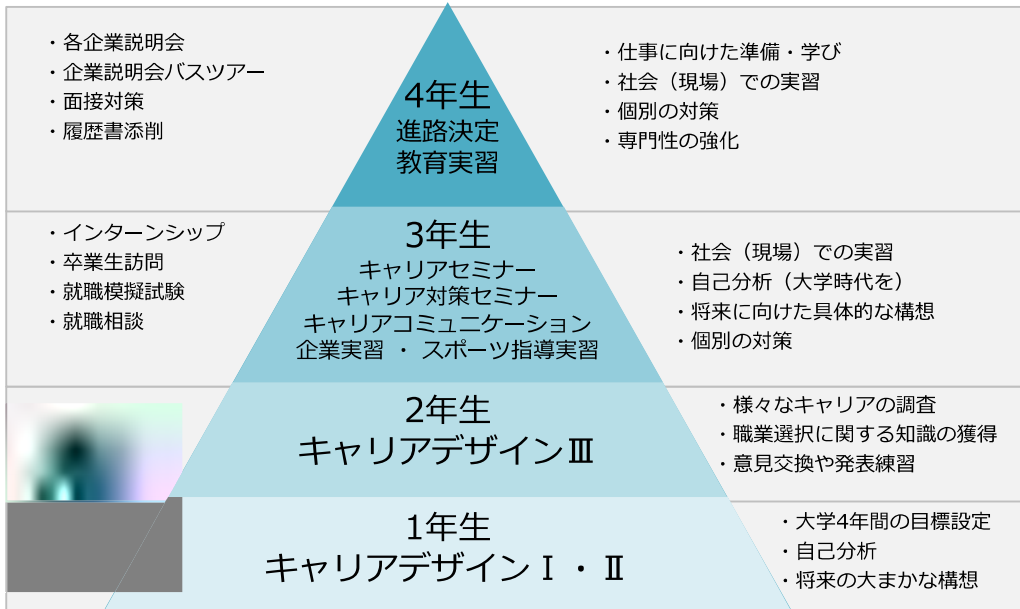 ・各企業説明会
・企業説明会バスツアー
・面接対策
・履歴書添削
4年生
進路決定
教育実習
・仕事に向けた準備・学び
・社会（現場）での実習
・個別の対策
・専門性の強化
・インターンシップ
・卒業生訪問
・就職模擬試験
・就職相談
3年生
キャリアセミナー
キャリア対策セミナー
キャリアコミュニケーション
企業実習 ・ スポーツ指導実習
・社会（現場）での実習
・自己分析（大学時代を）
・将来に向けた具体的な構想
・個別の対策
2年生
キャリアデザインⅢ
・様々なキャリアの調査
・職業選択に関する知識の獲得
・意見交換や発表練習
1年生
キャリアデザインⅠ・Ⅱ
・大学4年間の目標設定
・自己分析
・将来の大まかな構想